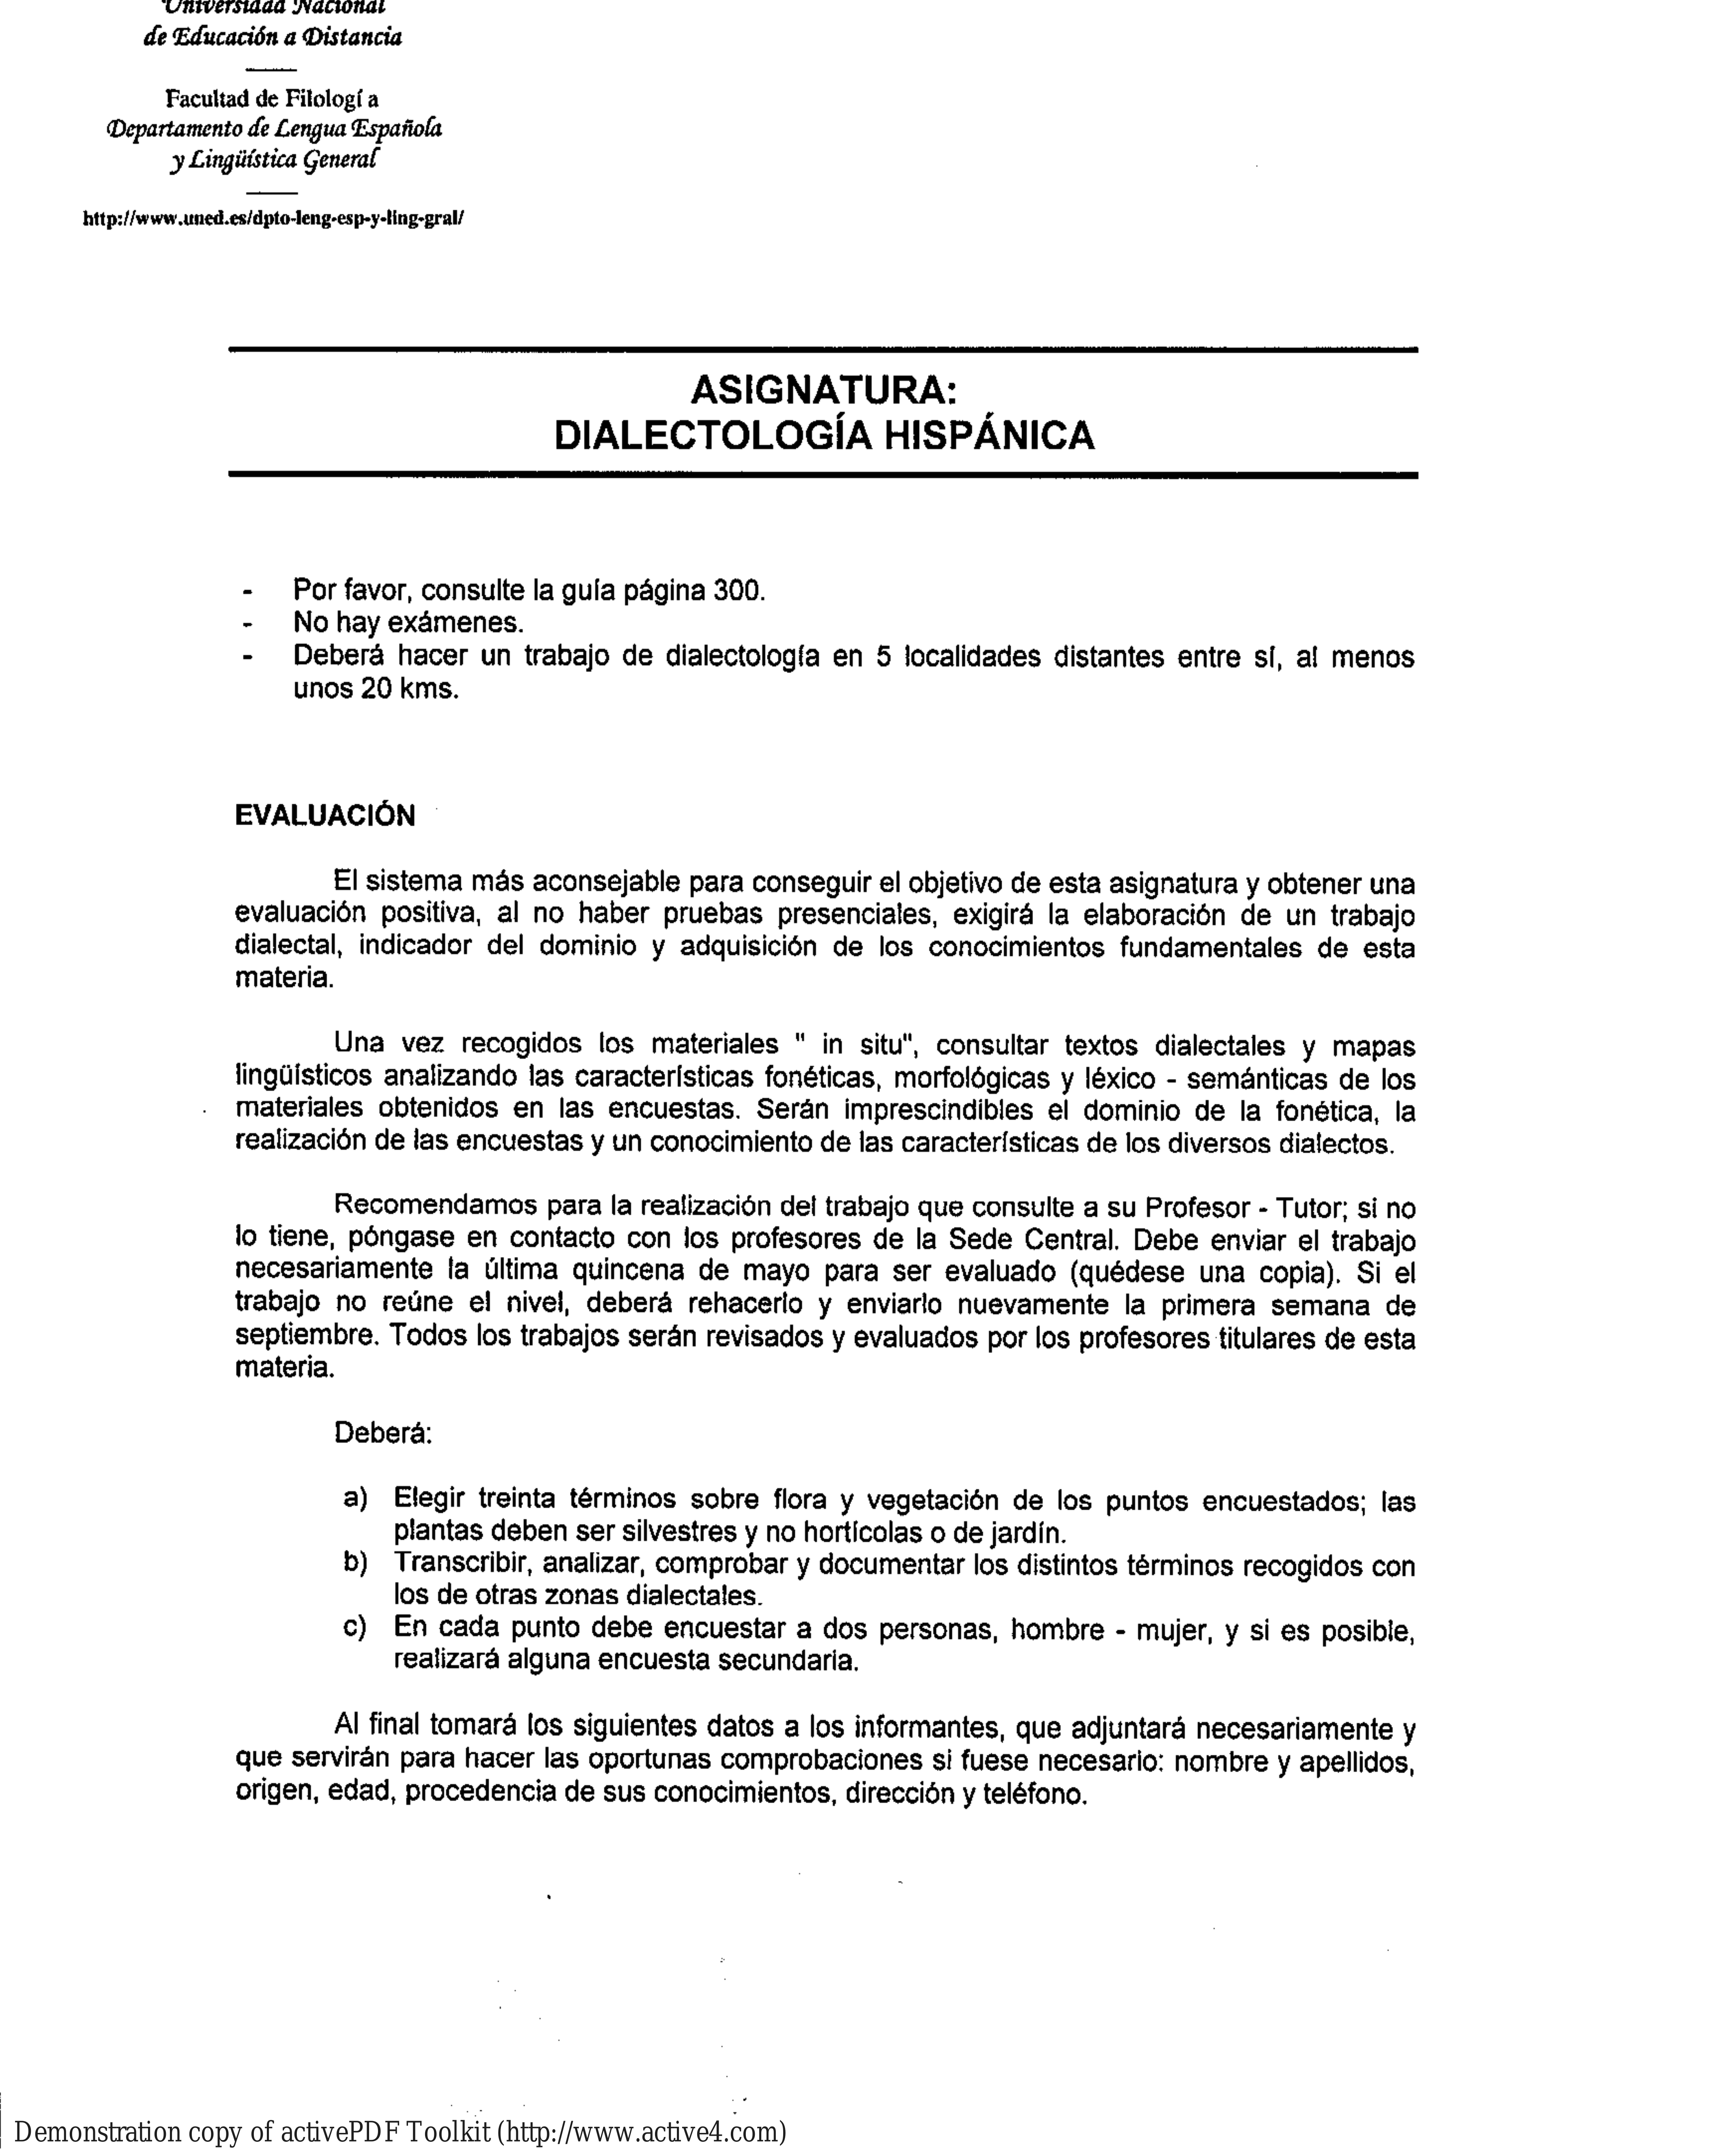 Universidad Nacional
de Educación a Distancia
Facultad de Filologí a
Departamento de Lengua Española
y Lingüística General
http://www.uned.es/dpto-leng-esp-y-ling-gral/
ASIGNATURA:
DIALECTOLOGÍA HISPÁNICA
- Por favor, consulte la guía página 300.
- No hay exámenes.
- Deberá hacer un trabajo de dialectología en 5 localidades distantes entre sí, al menos
unos 20 kms.
EVALUACIÓN
El sistema más aconsejable para conseguir el objetivo de esta asignatura y obtener una
evaluación positiva, al no haber pruebas presenciales, exigirá la elaboración de un trabajo
dialectal, indicador del dominio y adquisición de los conocimientos fundamentales de esta
materia.
Una vez recogidos los materiales " in situ", consultar textos dialectales y mapas
lingüísticos analizando las características fonéticas, morfológicas y léxico - semánticas de los
materiales obtenidos en las encuestas. Serán imprescindibles el dominio de la fonética, la
realización de las encuestas y un conocimiento de las características de los diversos dialectos.
Recomendamos para la realización del trabajo que consulte a su Profesor - Tutor; si no
lo tiene, póngase en contacto con los profesores de la Sede Central. Debe enviar el trabajo
necesariamente la última quincena de mayo para ser evaluado (quédese una copia). Si el
trabajo no reúne el nivel, deberá rehacerlo y enviarlo nuevamente la primera semana de
septiembre. Todos los trabajos serán revisados y evaluados por los profesores titulares de esta
materia.
Deberá:
a) Elegir treinta términos sobre flora y vegetación de los puntos encuestados; las
plantas deben ser silvestres y no hortícolas o de jardín.
b) Transcribir, analizar, comprobar y documentar los distintos términos recogidos con
los de otras zonas dialectales.
c) En cada punto debe encuestar a dos personas, hombre - mujer, y si es posible,
realizará alguna encuesta secundaria.
Al final tomará los siguientes datos a los informantes, que adjuntará necesariamente y
que servirán para hacer las oportunas comprobaciones si fuese necesario: nombre y apellidos,
origen, edad, procedencia de sus conocimientos, dirección y teléfono.
Demonstration copy of activePDF Toolkit (http://www.active4.com)